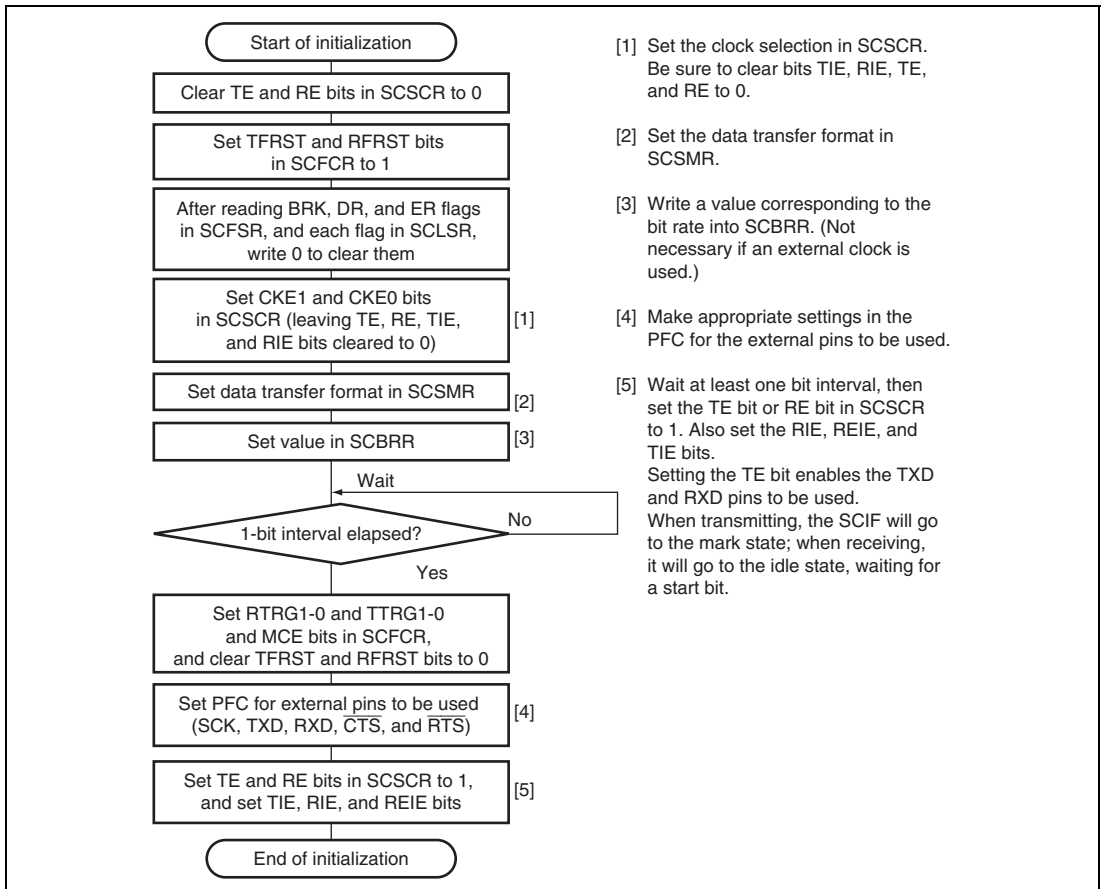 Start of initialization
Clear TE and RE bits in SCSCR to 0
Set TFRST and RFRST bits
in SCFCR to 1
After reading BRK, DR, and ER flags
in SCFSR, and each flag in SCLSR,
write 0 to clear them
Set CKE1 and CKE0 bits
in SCSCR (leaving TE, RE, TIE,
and RIE bits cleared to 0)
[1]
Set data transfer format in SCSMR
[2]
Set value in SCBRR
[3]
Wait
1-bit interval elapsed?
No
Yes
Set RTRG1-0 and TTRG1-0
and MCE bits in SCFCR,
and clear TFRST and RFRST bits to 0
Set PFC for external pins to be used
(SCK, TXD, RXD, CTS, and RTS)
[4]
Set TE and RE bits in SCSCR to 1,
and set TIE, RIE, and REIE bits
[5]
End of initialization
[1] Set the clock selection in SCSCR.
Be sure to clear bits TIE, RIE, TE,
and RE to 0.
[2] Set the data transfer format in
SCSMR.
[3] Write a value corresponding to the
bit rate into SCBRR. (Not
necessary if an external clock is
used.)
[4] Make appropriate settings in the
PFC for the external pins to be used.
[5] Wait at least one bit interval, then
set the TE bit or RE bit in SCSCR
to 1. Also set the RIE, REIE, and
TIE bits.
Setting the TE bit enables the TXD
and RXD pins to be used.
When transmitting, the SCIF will go
to the mark state; when receiving,
it will go to the idle state, waiting for
a start bit.